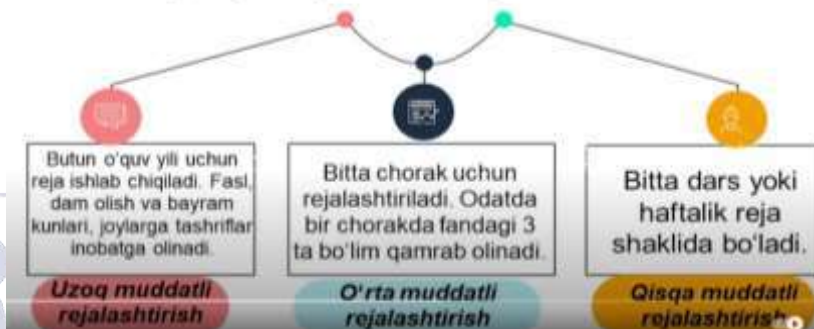 Butun o'quv yili uchun
reja ishlab chiqiladi. Fasl,
dam olish va bayram
kunlari, joylarga tashriflar
inobatga olinadi.
Uzoq muddatli
rejalashtirish
Bitta chorak uchun
rejalashtiriladi. Odatda
bir chorakda fandagi 3
ta bo'lim qamrab olinadi.
O'rta muddatli
rejalashtirish
Bitta dars yoki
haftalik reja
shaklida bo'ladi.
Qisqa muddatli
rejalashtirish